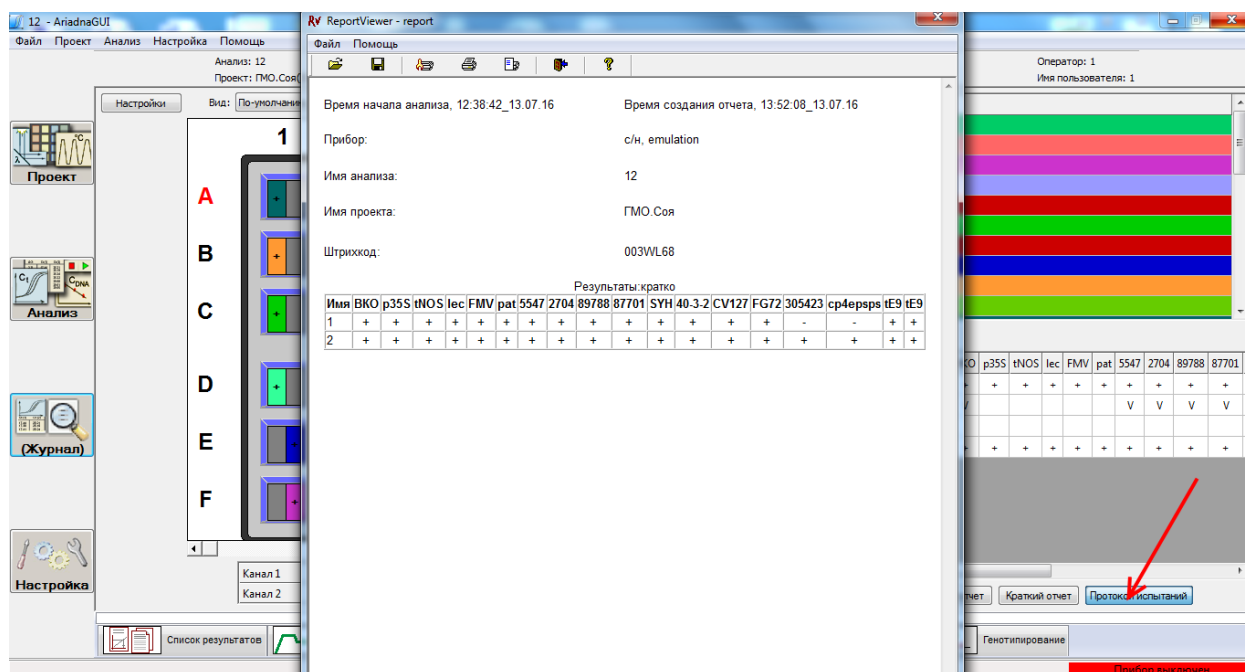 12 - AriadnaGUI
Файл Проект Анализ Настройка Помощь
Анализ: 12
Проект: ГМО.Соя(
Настройки Вид: По-умолчани
1
Проект
A
B
C
D
E
F
Анализ
(Журнал)
Настройка
Канал 1
Канал 2
Список результатов
ReportViewer - report
Файл Помощь
Время начала анализа, 12:38:42_13.07.16 Время создания отчета, 13:52:08_13.07.16
Прибор: с/н, emulation
Имя анализа: 12
Имя проекта: ГМО.Соя
Штрихкод: 003WL68
Результаты:кратко
Имя ВКО p35S tNOS lec FMV pat 5547 2704 89788 87701 SYH 40-3-2 CV127 FG72 305423 cp4epsps tE9 tE9
1 + + + + + + + + + + + + + + - - + +
2 + + + + + + + + + + + + + + + + + +
Оператор: 1
Имя пользователя: 1
p35S tNOS lec FMV pat 5547 2704 89788 87701
+ + + + + + + + +
V V V V
+ + + + + + + + +
Краткий отчет Протокол испытаний
Генотипирование
Прибор выключен